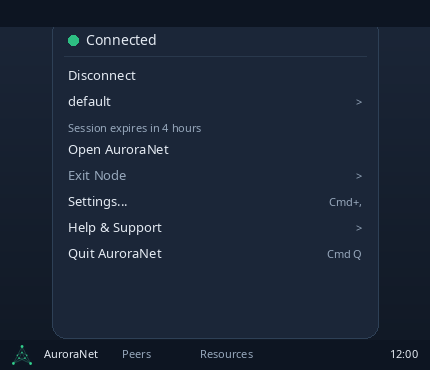 Connected
Disconnect
default >
Session expires in 4 hours
Open AuroraNet
Exit Node >
Settings... Cmd+,
Help & Support >
Quit AuroraNet Cmd Q
AuroraNet Peers Resources 12:00